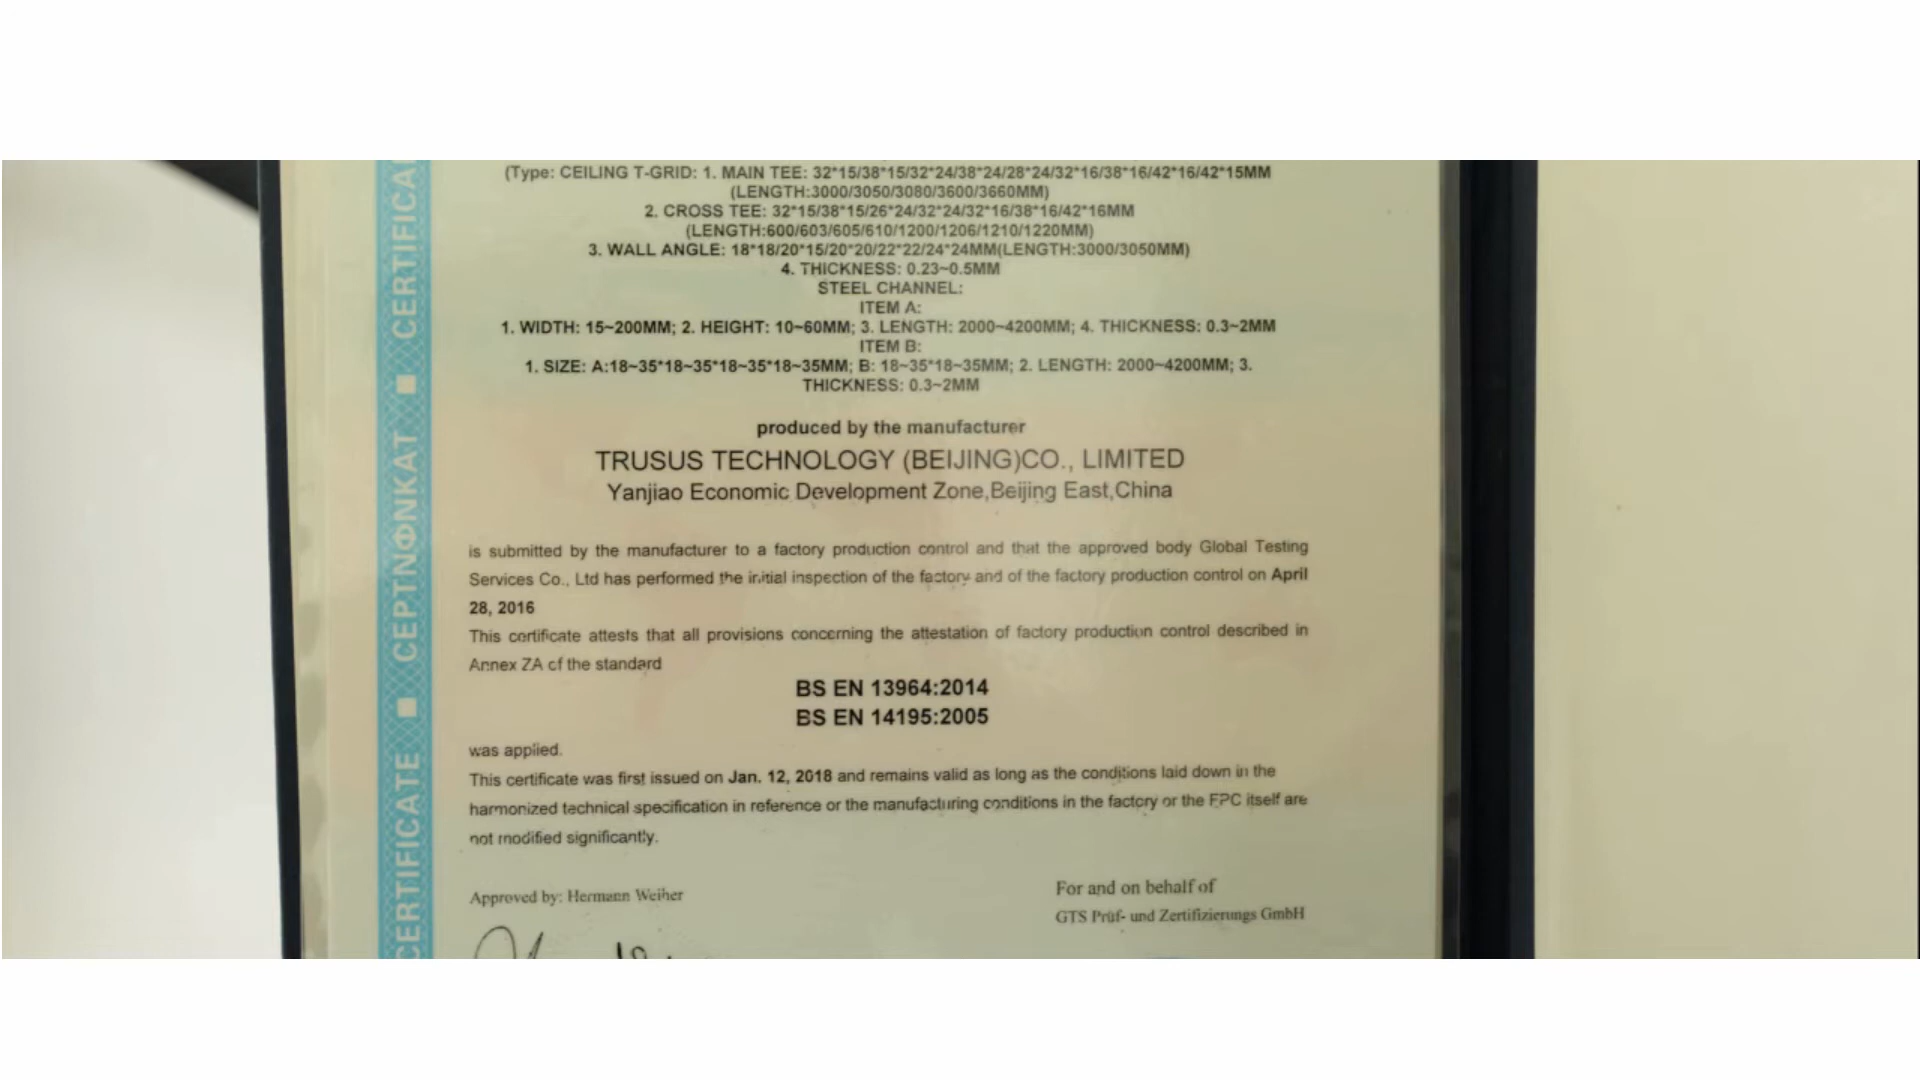 (Type: CEILING T-GRID: 1. MAIN TEE: 32*15/38*15/32*24/38*24/28*24/32*16/38*16/42*16/42*15MM
(LENGTH:3000/3050/3080/3600/3660MM)
2. CROSS TEE: 32*15/38*15/26*24/32*24/32*16/38*16/42*16MM
(LENGTH:600/603/605/610/1200/1206/1210/1220MM)
3. WALL ANGLE: 18*18/20*15/20*20/22*22/24*24MM(LENGTH:3000/3050MM)
4. THICKNESS: 0.23~0.5MM
STEEL CHANNEL:
ITEM A:
1. WIDTH: 15~200MM; 2. HEIGHT: 10~60MM; 3. LENGTH: 2000~4200MM; 4. THICKNESS: 0.3~2MM
ITEM B:
1. SIZE: A:18~35*18~35*18~35*18~35MM; B: 18~35*18~35MM; 2. LENGTH: 2000~4200MM; 3.
THICKNESS: 0.3~2MM
produced by the manufacturer
TRUSUS TECHNOLOGY (BEIJING)CO., LIMITED
Yanjiao Economic Development Zone,Beijing East,China
is submitted by the manufacturer to a factory production control and that the approved body Global Testing
Services Co., Ltd has performed the initial inspection of the factory and of the factory production control on April
28, 2016
This certificate attests that all provisions concerning the attestation of factory production control described in
Annex ZA of the standard
BS EN 13964:2014
BS EN 14195:2005
was applied.
This certificate was first issued on Jan. 12, 2018 and remains valid as long as the conditions laid down in the
harmonized technical specification in reference or the manufacturing conditions in the factory or the FPC itself are
not modified significantly.
Approved by: Hermann Weiher
For and on behalf of
GTS Prüf- und Zertifizierungs GmbH
CERTIFICATE ■ CEPTNФNKAT ■ CERTIFICA